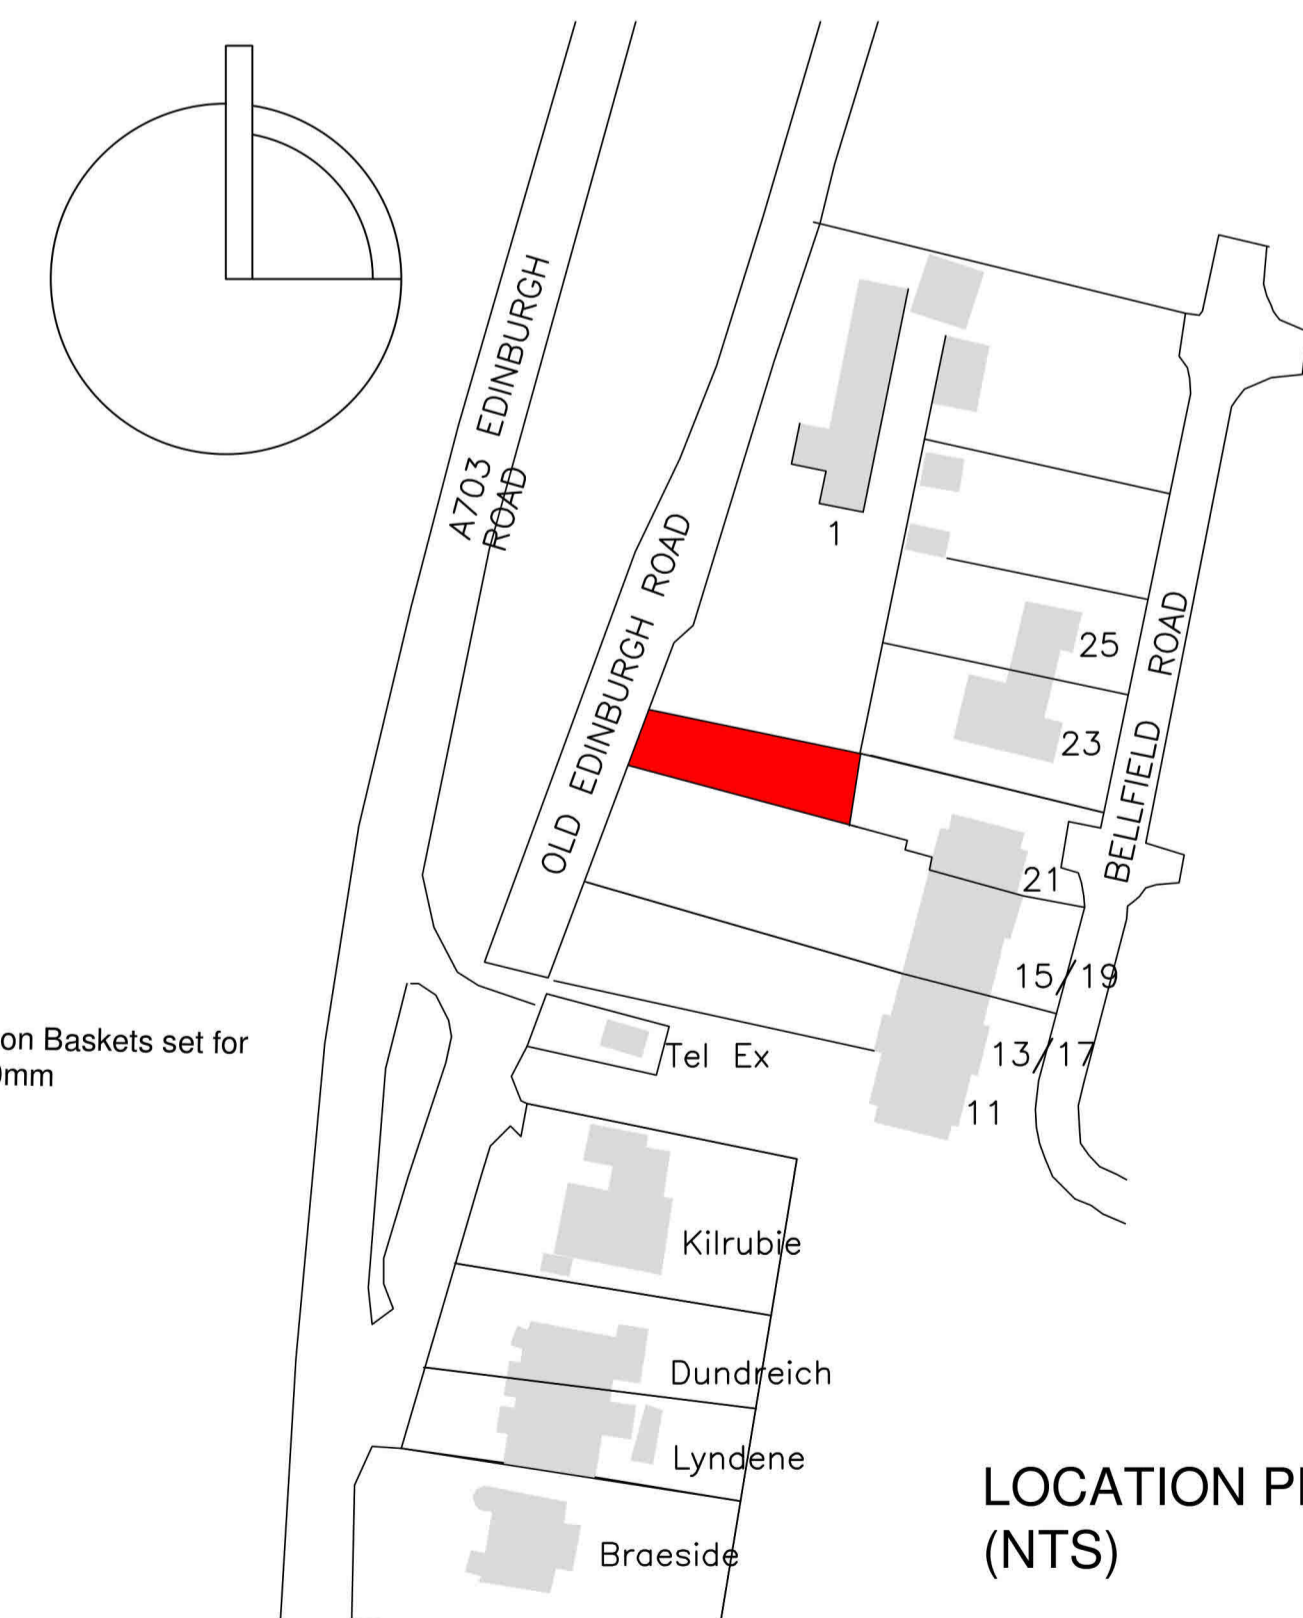 A703 EDINBURGH
ROAD
OLD EDINBURGH ROAD
1
25
23
BELLFIELD ROAD
21
15/19
13/17
11
on Baskets set for
mm
Tel Ex
Kilrubie
Dundreich
Lyndene
Braeside
LOCATION
(NTS)